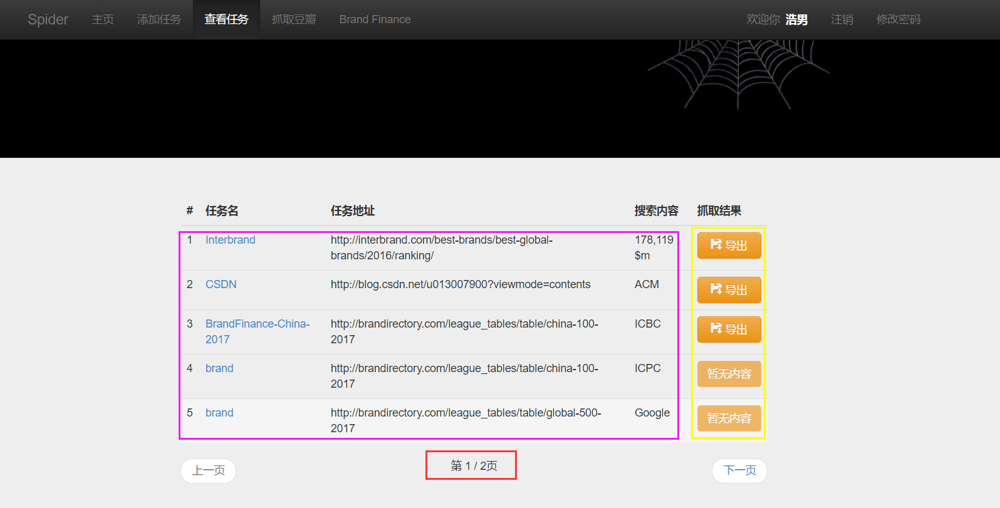 Spider 主页 添加任务 查看任务 抓取豆瓣 Brand Finance 欢迎你 浩男 注销 修改密码
# 任务名 任务地址 搜索内容 抓取结果
1 Interbrand http://interbrand.com/best-brands/best-global- 178,119 导出
brands/2016/ranking/ $m
2 CSDN http://blog.csdn.net/u013007900?viewmode=contents ACM 导出
3 BrandFinance-China- http://brandirectory.com/league_tables/table/china-100- ICBC 导出
2017 2017
4 brand http://brandirectory.com/league_tables/table/china-100- ICPC 暂无内容
2017
5 brand http://brandirectory.com/league_tables/table/global-500- Google 暂无内容
2017
上一页 第 1 / 2页 下一页